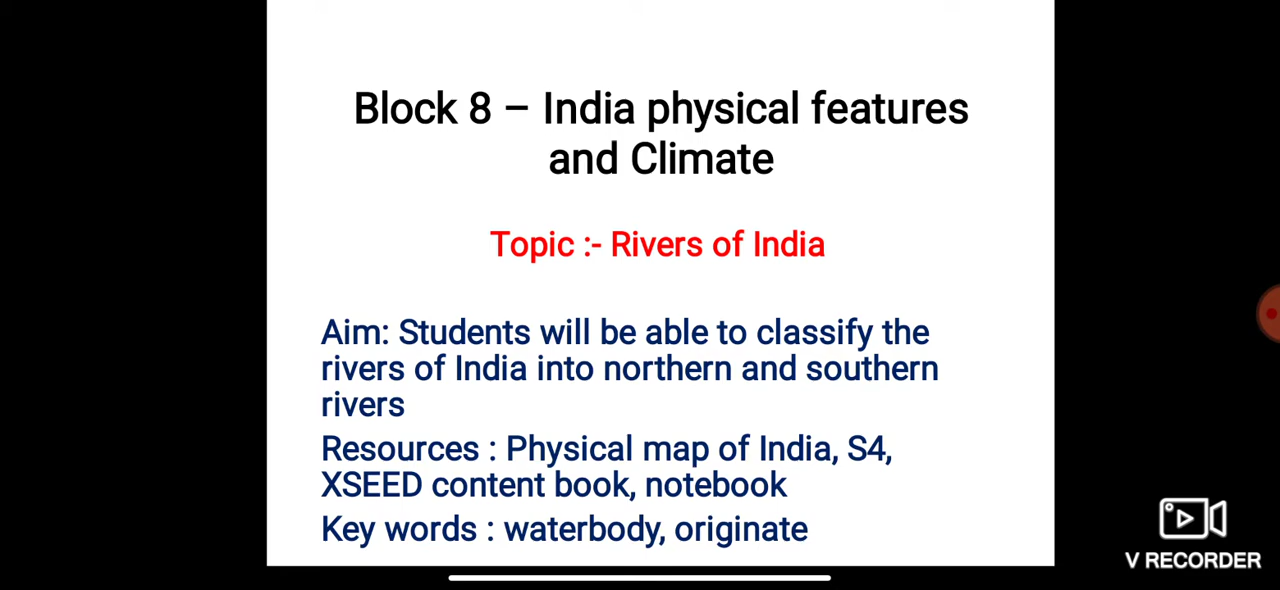 Block 8 – India physical features
and Climate
Topic :- Rivers of India
Aim: Students will be able to classify the
rivers of India into northern and southern
rivers
Resources : Physical map of India, S4,
XSEED content book, notebook
Key words : waterbody, originate
V RECORDER